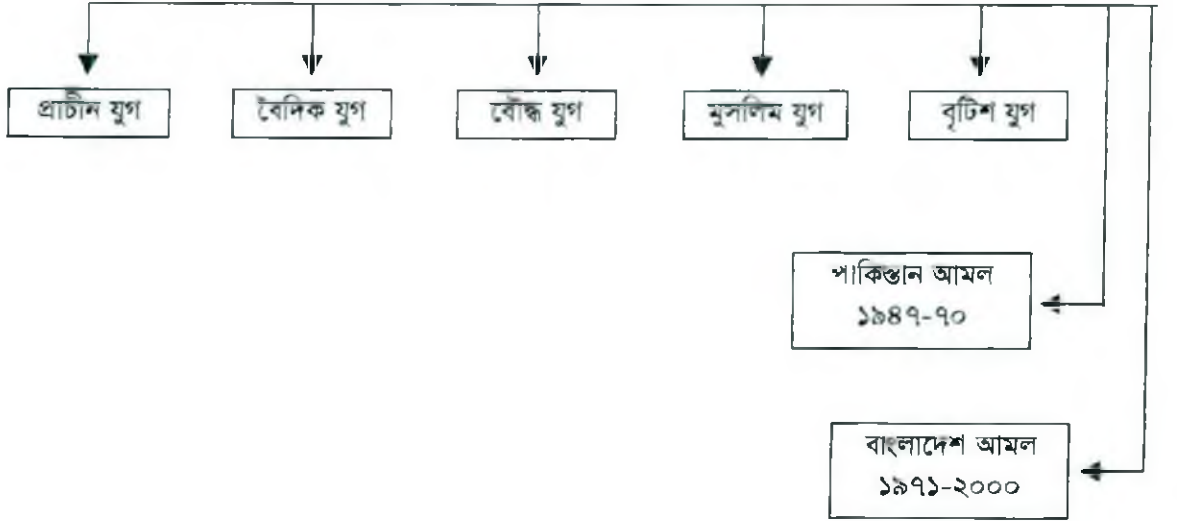 প্রাচীন যুগ
বৈদিক যুগ
বৌদ্ধ যুগ
মুসলিম যুগ
বৃটিশ যুগ
পাকিস্তান আমল
১৯৪৭-৭০
বাংলাদেশ আমল
১৯৭১-২০০০